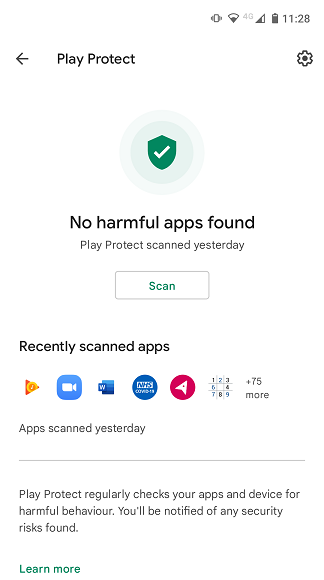 4G 11:28
Play Protect
No harmful apps found
Play Protect scanned yesterday
Scan
Recently scanned apps
W NHS COVID-19 1 2 3 +75
6 4 more
7 8 9
Apps scanned yesterday
Play Protect regularly checks your apps and device for
harmful behaviour. You'll be notified of any security
risks found.
Learn more